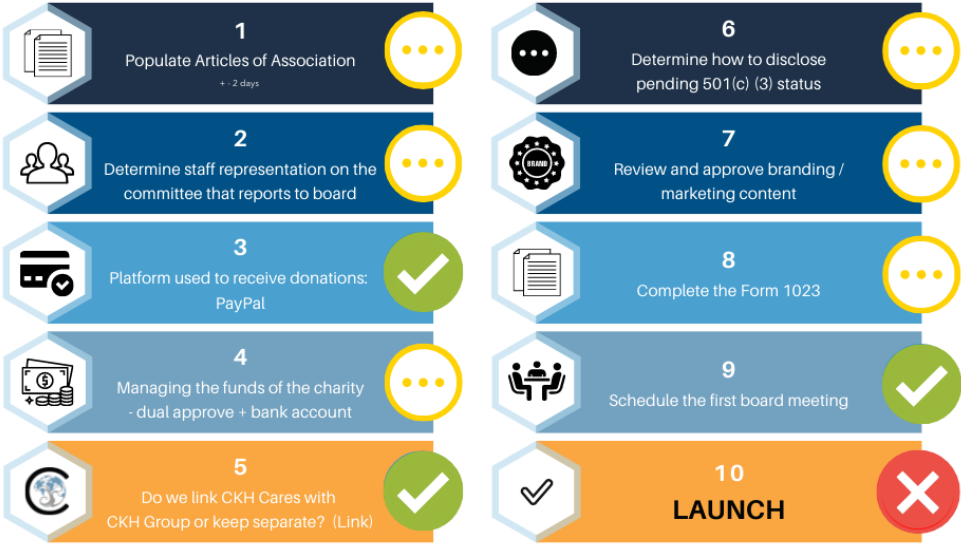 1
Populate Articles of Association
+ - 2 days
2
Determine staff representation on the
committee that reports to board
3
Platform used to receive donations:
PayPal
4
Managing the funds of the charity
- dual approve + bank account
5
Do we link CKH Cares with
CKH Group or keep separate? (Link)
6
Determine how to disclose
pending 501(c) (3) status
BRAND
7
Review and approve branding /
marketing content
8
Complete the Form 1023
9
Schedule the first board meeting
10
LAUNCH